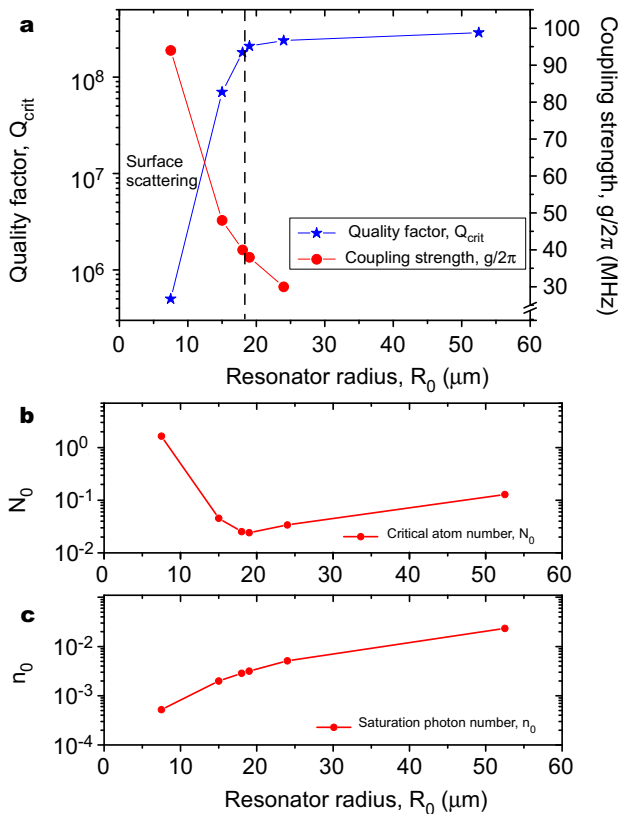 a
Quality factor, Q_crit
10^8
10^7
10^6
Surface
scattering
Quality factor, Q_crit
Coupling strength, g/2π
100
90
80
70
60
50
40
30
Coupling strength, g/2π (MHz)
0 10 20 30 40 50 60
Resonator radius, R_0 (μm)
b
N_0
10^0
10^-1
10^-2
Critical atom number, N_0
0 10 20 30 40 50 60
c
n_0
10^-2
10^-3
10^-4
Saturation photon number, n_0
0 10 20 30 40 50 60
Resonator radius, R_0 (μm)